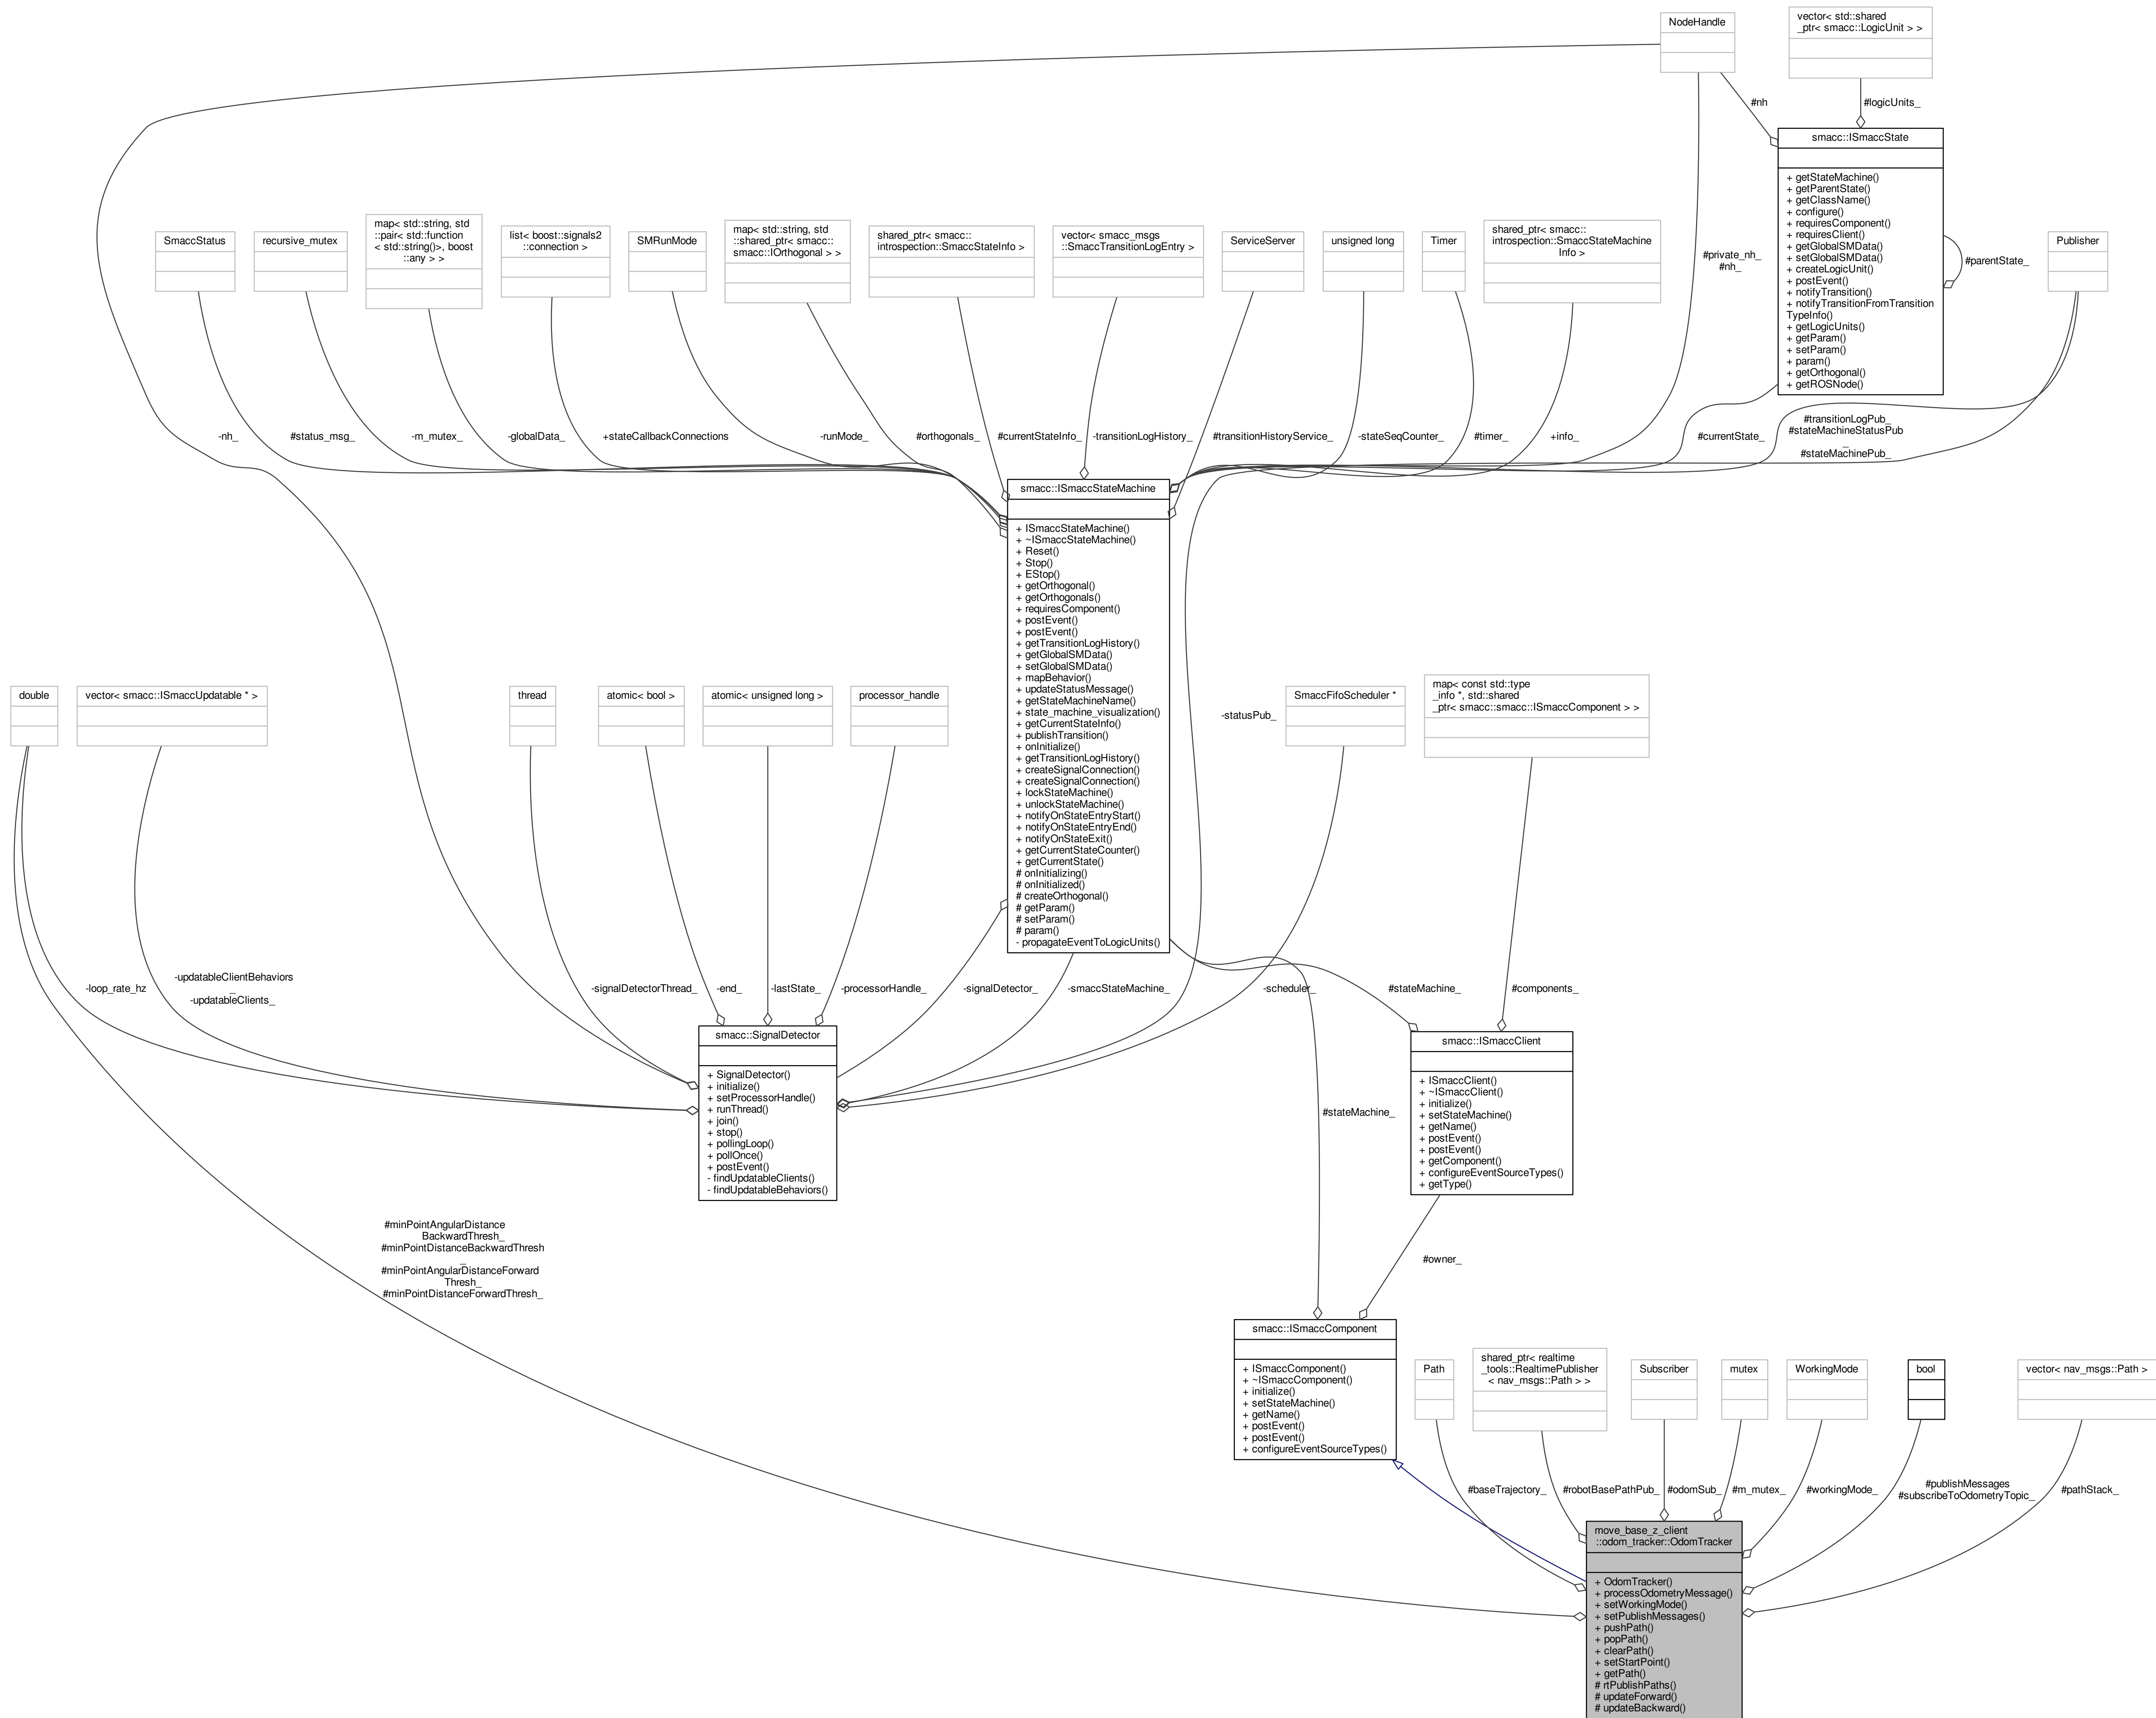 NodeHandle
vector< std::shared
_ptr< smacc::LogicUnit > >
#nh
#logicUnits_
smacc::ISmaccState
+ getStateMachine()
+ getParentState()
+ getClassName()
+ configure()
+ requiresComponent()
+ requiresClient()
+ getGlobalSMData()
+ setGlobalSMData()
+ createLogicUnit()
+ postEvent()
+ notifyTransition()
+ notifyTransitionFromTransition
TypeInfo()
+ getLogicUnits()
+ getParam()
+ setParam()
+ param()
+ getOrthogonal()
+ getROSNode()
#parentState_
#private_nh_
#nh_
SmaccStatus
recursive_mutex
map< std::string, std
::pair< std::function
< std::string()>, boost
::any > >
list< boost::signals2
::connection >
SMRunMode
map< std::string, std
::shared_ptr< smacc::
smacc::IOrthogonal > >
shared_ptr< smacc::
introspection::SmaccStateInfo >
vector< smacc_msgs
::SmaccTransitionLogEntry >
ServiceServer
unsigned long
Timer
shared_ptr< smacc::
introspection::SmaccStateMachine
Info >
Publisher
-nh_
#status_msg_
-m_mutex_
-globalData_
+stateCallbackConnections
-runMode_
#orthogonals_
#currentStateInfo_
-transitionLogHistory_
#transitionHistoryService_
-stateSeqCounter_
#timer_
+info_
#currentState_
#transitionLogPub_
#stateMachineStatusPub
_
#stateMachinePub_
smacc::ISmaccStateMachine
+ ISmaccStateMachine()
+ ~ISmaccStateMachine()
+ Reset()
+ Stop()
+ EStop()
+ getOrthogonal()
+ getOrthogonals()
+ requiresComponent()
+ postEvent()
+ postEvent()
+ getTransitionLogHistory()
+ getGlobalSMData()
+ setGlobalSMData()
+ mapBehavior()
+ updateStatusMessage()
+ getStateMachineName()
+ state_machine_visualization()
+ getCurrentStateInfo()
+ publishTransition()
+ onInitialize()
+ getTransitionLogHistory()
+ createSignalConnection()
+ createSignalConnection()
+ lockStateMachine()
+ unlockStateMachine()
+ notifyOnStateEntryStart()
+ notifyOnStateEntryEnd()
+ notifyOnStateExit()
+ getCurrentStateCounter()
+ getCurrentState()
# onInitializing()
# onInitialized()
# createOrthogonal()
# getParam()
# setParam()
# param()
- propagateEventToLogicUnits()
double
vector< smacc::ISmaccUpdatable * >
thread
atomic< bool >
atomic< unsigned long >
processor_handle
-statusPub_
SmaccFifoScheduler *
map< const std::type
_info *, std::shared
_ptr< smacc::smacc::ISmaccComponent > >
-loop_rate_hz
-updatableClientBehaviors
_
-updatableClients_
-signalDetectorThread_
-end_
-lastState_
-processorHandle_
-signalDetector_
-smaccStateMachine_
-scheduler_
#stateMachine_
#components_
smacc::SignalDetector
+ SignalDetector()
+ initialize()
+ setProcessorHandle()
+ runThread()
+ join()
+ stop()
+ pollingLoop()
+ pollOnce()
+ postEvent()
- findUpdatableClients()
- findUpdatableBehaviors()
smacc::ISmaccClient
+ ISmaccClient()
+ ~ISmaccClient()
+ initialize()
+ setStateMachine()
+ getName()
+ postEvent()
+ postEvent()
+ getComponent()
+ configureEventSourceTypes()
+ getType()
#stateMachine_
#minPointAngularDistance
BackwardThresh_
#minPointDistanceBackwardThresh
_
#minPointAngularDistanceForward
Thresh_
#minPointDistanceForwardThresh_
#owner_
smacc::ISmaccComponent
+ ISmaccComponent()
+ ~ISmaccComponent()
+ initialize()
+ setStateMachine()
+ getName()
+ postEvent()
+ postEvent()
+ configureEventSourceTypes()
Path
shared_ptr< realtime
_tools::RealtimePublisher
< nav_msgs::Path > >
Subscriber
mutex
WorkingMode
bool
vector< nav_msgs::Path >
#baseTrajectory_
#robotBasePathPub_
#odomSub_
#m_mutex_
#workingMode_
#publishMessages
#subscribeToOdometryTopic_
#pathStack_
move_base_z_client
::odom_tracker::OdomTracker
+ OdomTracker()
+ processOdometryMessage()
+ setWorkingMode()
+ setPublishMessages()
+ pushPath()
+ popPath()
+ clearPath()
+ setStartPoint()
+ getPath()
# rtPublishPaths()
# updateForward()
# updateBackward()